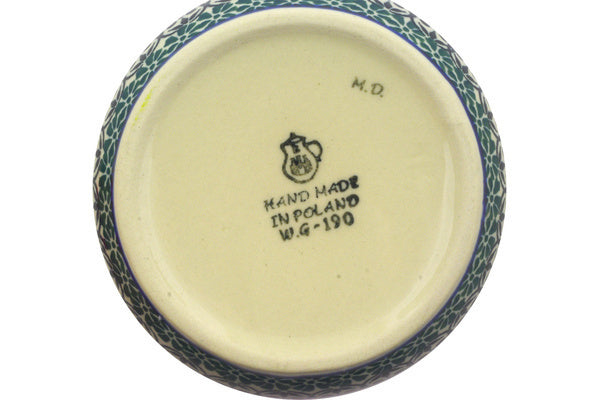 M.D.
HAND MADE
IN POLAND
W.G-190